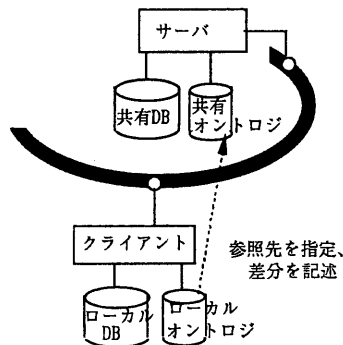 サーバ
共有DB
共有
オントロジ
クライアント
参照先を指定、
差分を記述
ローカル
DB
ローカル
オントロジ